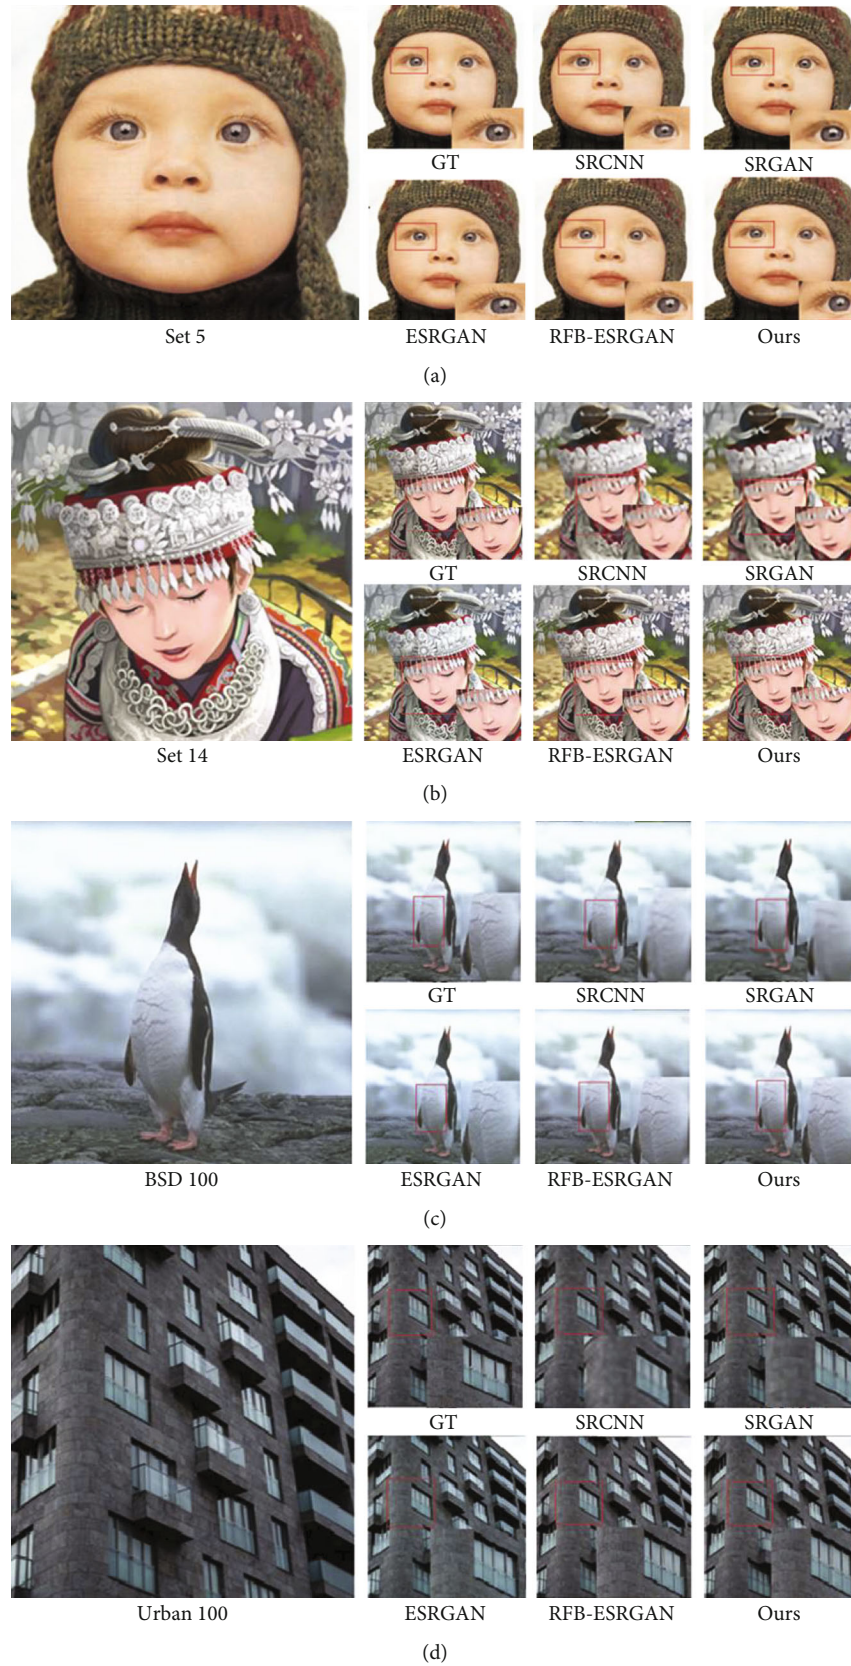 GT
SRCNN
SRGAN
Set 5
ESRGAN
RFB-ESRGAN
Ours
(a)
GT
SRCNN
SRGAN
Set 14
ESRGAN
RFB-ESRGAN
Ours
(b)
GT
SRCNN
SRGAN
BSD 100
ESRGAN
RFB-ESRGAN
Ours
(c)
GT
SRCNN
SRGAN
Urban 100
ESRGAN
RFB-ESRGAN
Ours
(d)